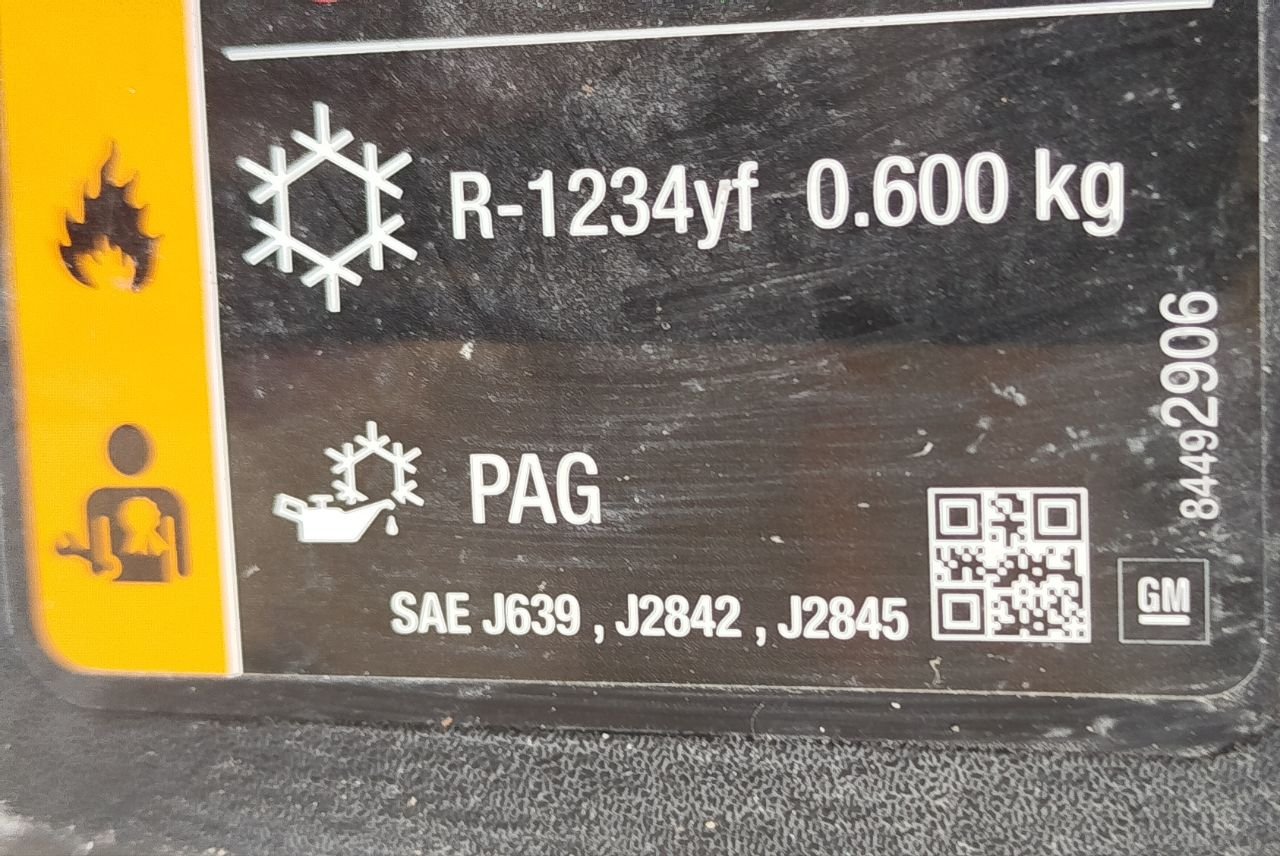 R-1234yf 0.600 kg
PAG
SAE J639 , J2842 , J2845
84492906
GM